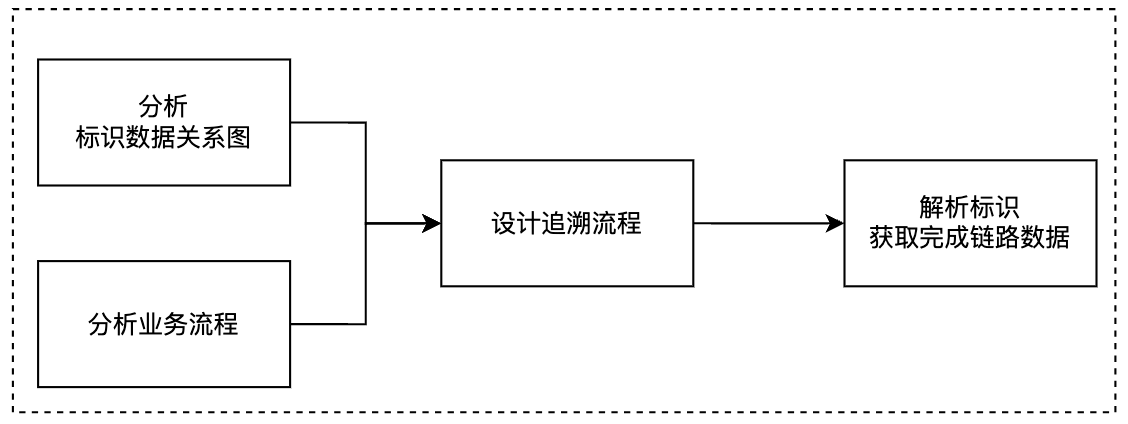 分析
标识数据关系图
分析业务流程
设计追溯流程
解析标识
获取完成链路数据